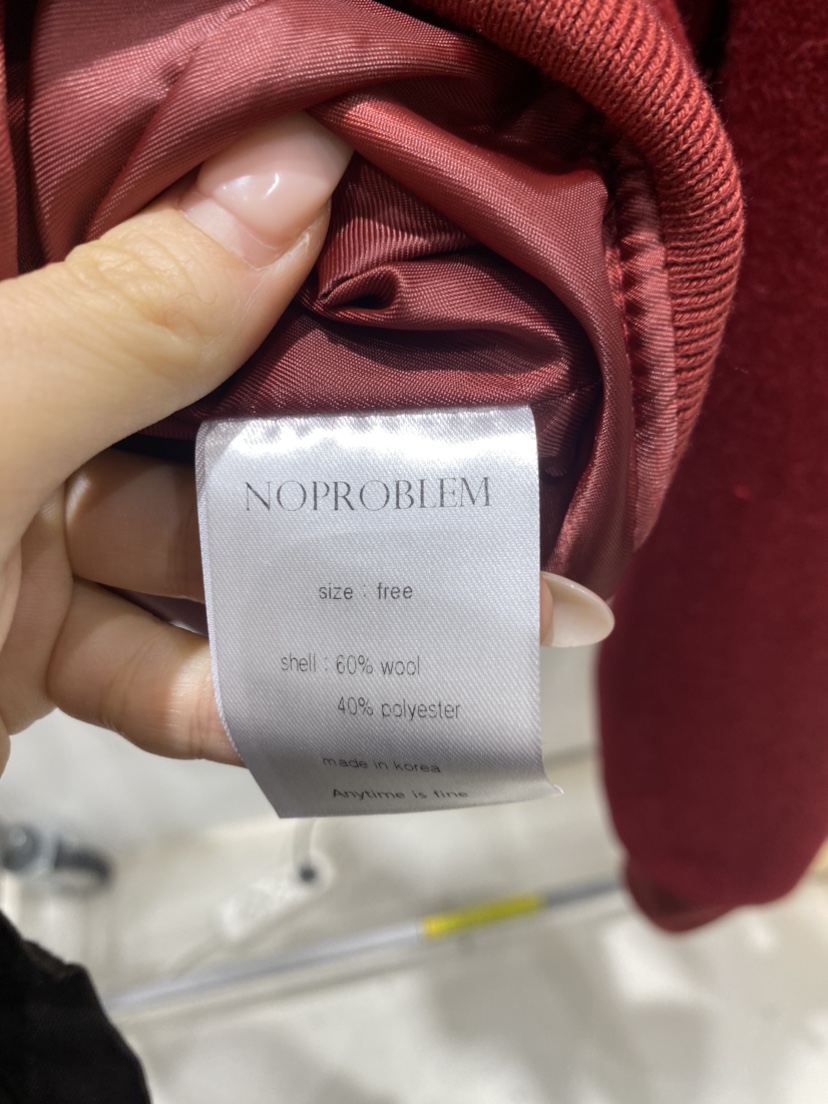 NOPROBLEM
size : free
shell : 60% wool
40% polyester
made in korea
Anytime is fine